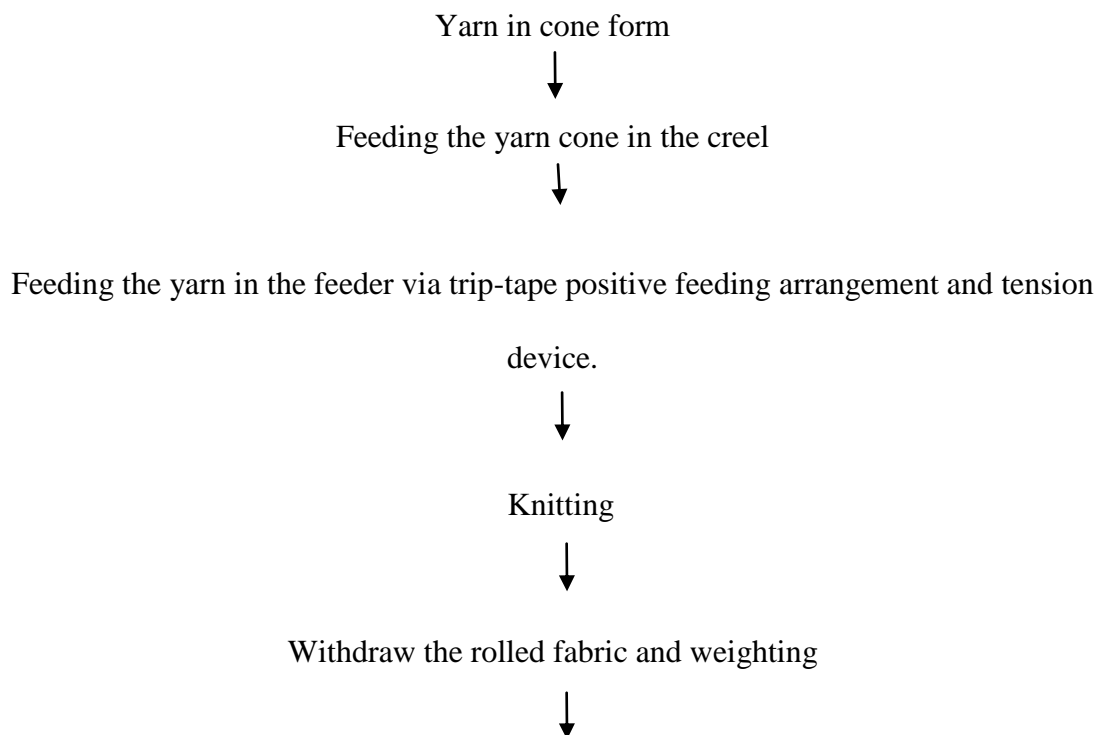 Yarn in cone form
Feeding the yarn cone in the creel
Feeding the yarn in the feeder via trip-tape positive feeding arrangement and tension
device.
Knitting
Withdraw the rolled fabric and weighting